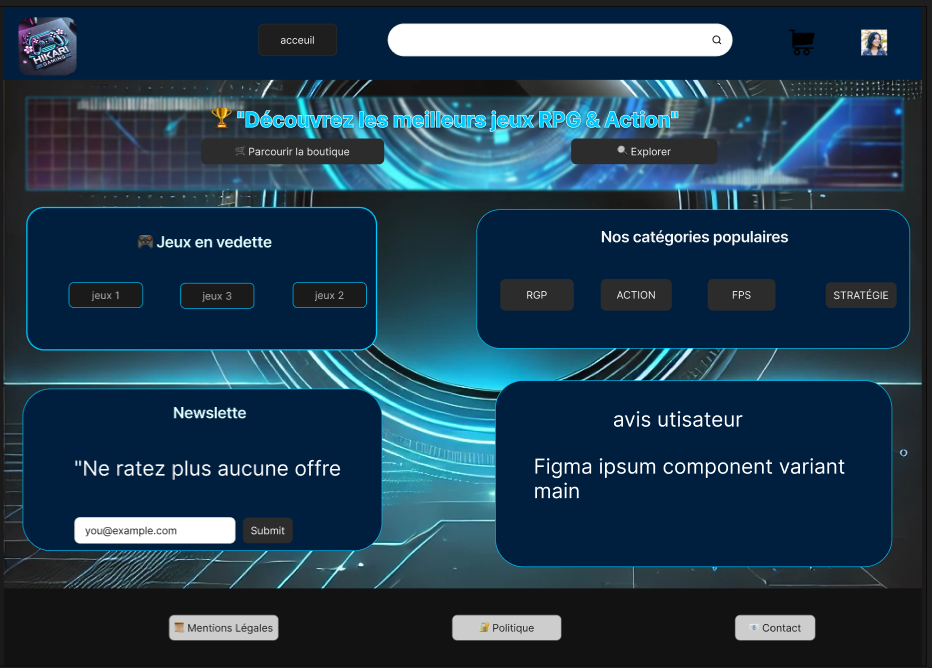 HIKARI
GAMING
acceuil
🏆 "Découvrez les meilleurs jeux RPG & Action"
🛒 Parcourir la boutique
🔍 Explorer
🎮 Jeux en vedette
jeux 1
jeux 3
jeux 2
Nos catégories populaires
RGP
ACTION
FPS
STRATÉGIE
Newslette
"Ne ratez plus aucune offre
you@example.com
Submit
avis utisateur
Figma ipsum component variant
main
📜 Mentions Légales
🔐 Politique
📧 Contact